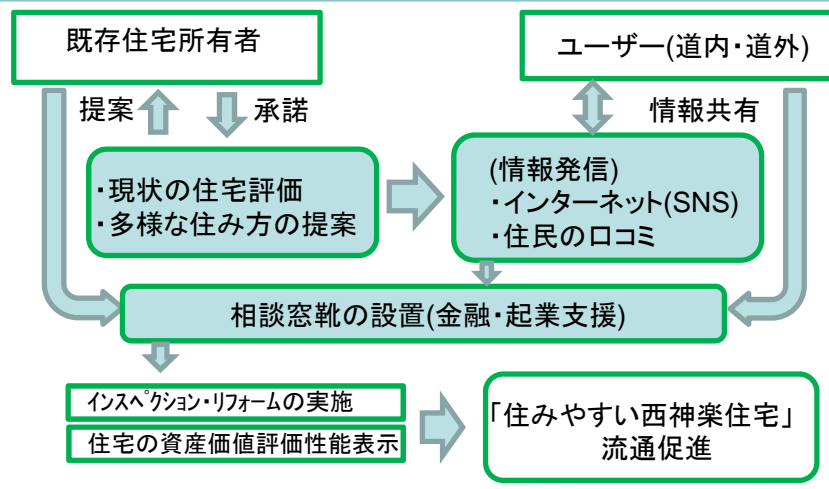 既存住宅所有者
ユーザー(道内・道外)
提案
承諾
情報共有
・現状の住宅評価
・多様な住み方の提案
(情報発信)
・インターネット(SNS)
・住民の口コミ
相談窓靴の設置(金融・起業支援)
インスペクション・リフォームの実施
住宅の資産価値評価性能表示
「住みやすい西神楽住宅」
流通促進